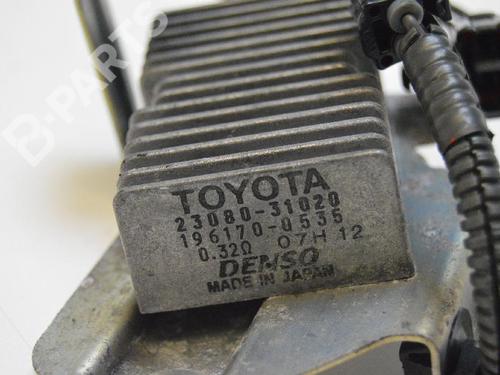 B-PARTS
TOYOTA
23080-31020
196170-0535
0.32Ω 07H 12
DENSO
MADE IN JAPAN